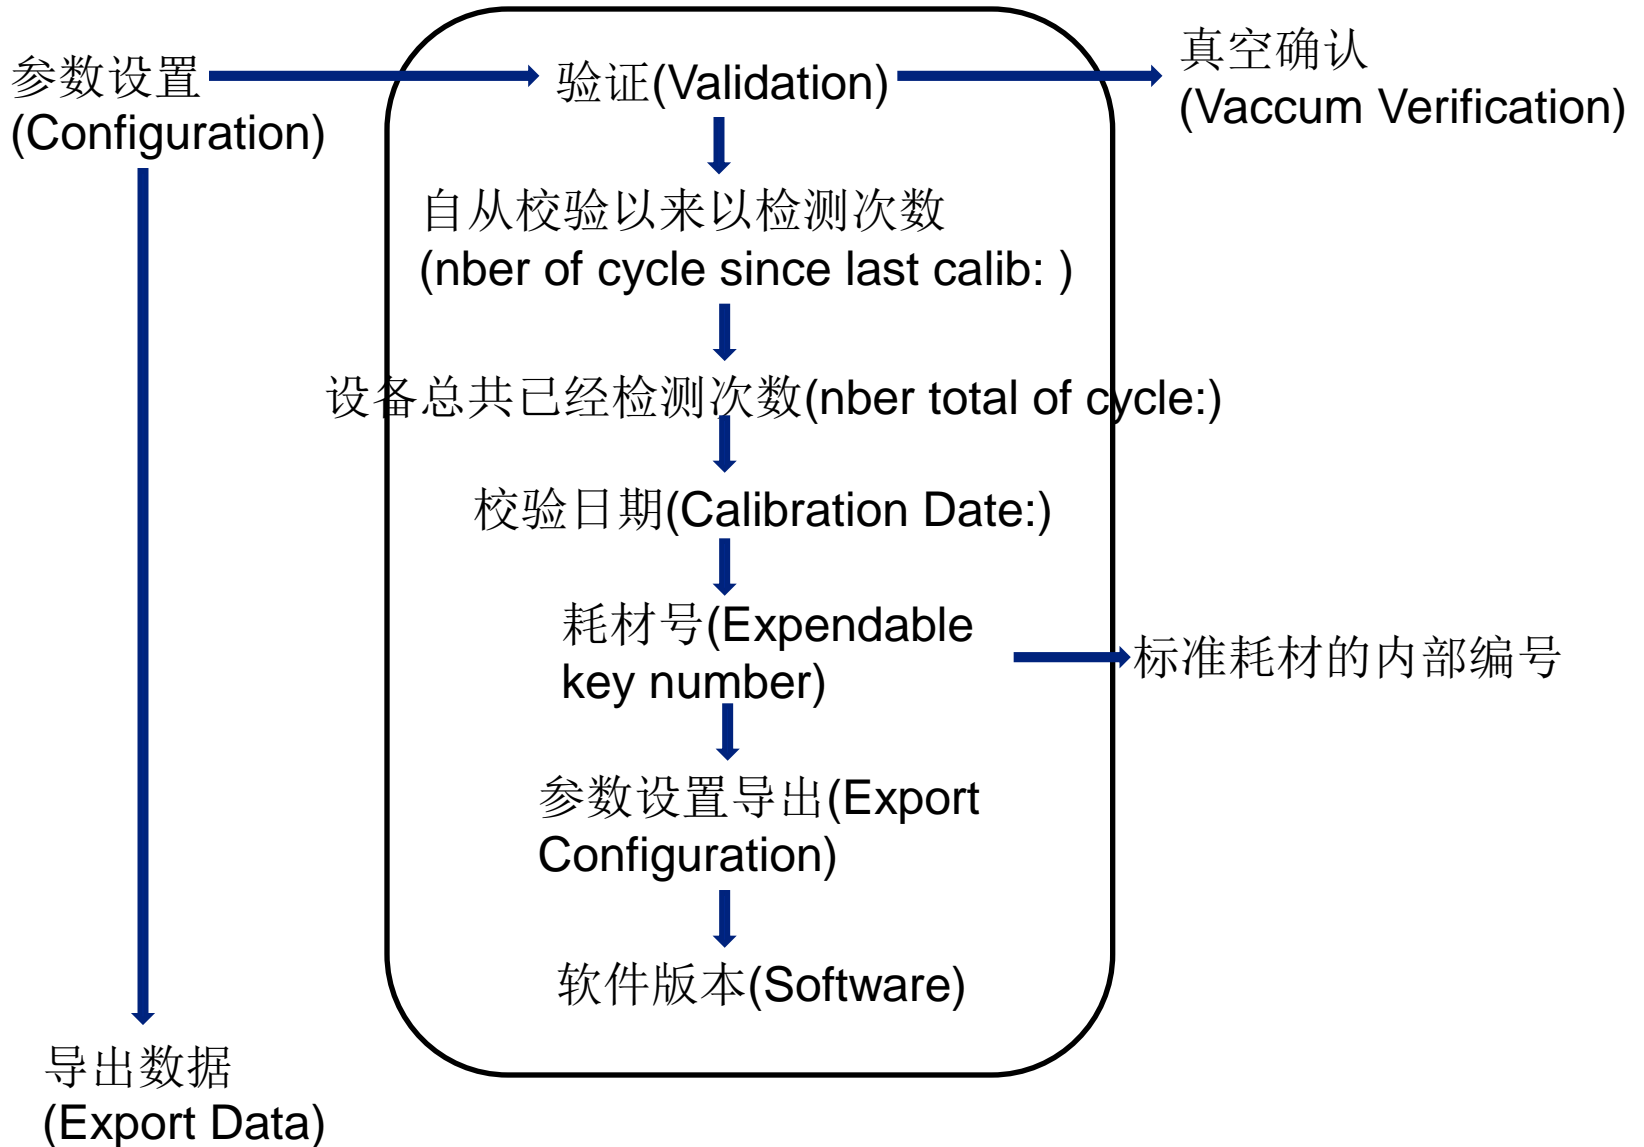 参数设置
(Configuration)
验证(Validation)
真空确认
(Vaccum Verification)
自从校验以来以检测次数
(nber of cycle since last calib: )
设备总共已经检测次数(nber total of cycle:)
校验日期(Calibration Date:)
耗材号(Expendable
key number)
标准耗材的内部编号
参数设置导出(Export
Configuration)
软件版本(Software)
导出数据
(Export Data)